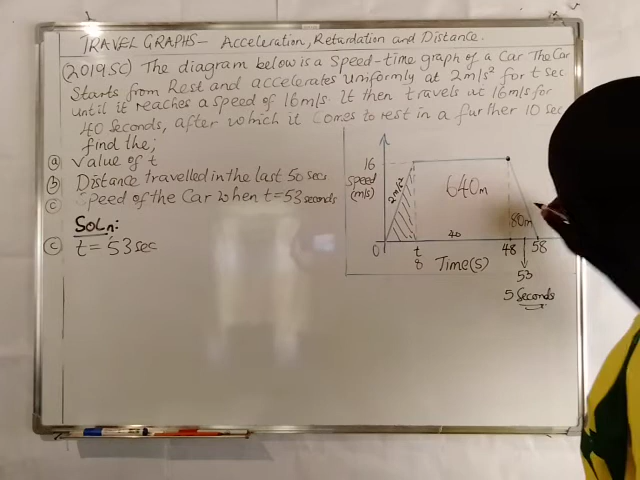 TRAVEL GRAPHS — Acceleration, Retardation and Distance.
(2019.SC) The diagram below is a Speed-time graph of a Car The Car
Starts from Rest and accelerates uniformly at 2m/s² for t sec
until it reaches a speed of 16m/s. It then travels at 16m/s for
40 Seconds, after which it comes to rest in a further 10 sec
find the;
(a) Value of t
(b) Distance travelled in the last 50 secs
(c) Speed of the Car when t=53 seconds
Soln:
(c) t = 53 sec
16
Speed
(m/s)
2m/s²
640m
80m
40
0
t
8
48
58
Time(s)
53
5 Seconds